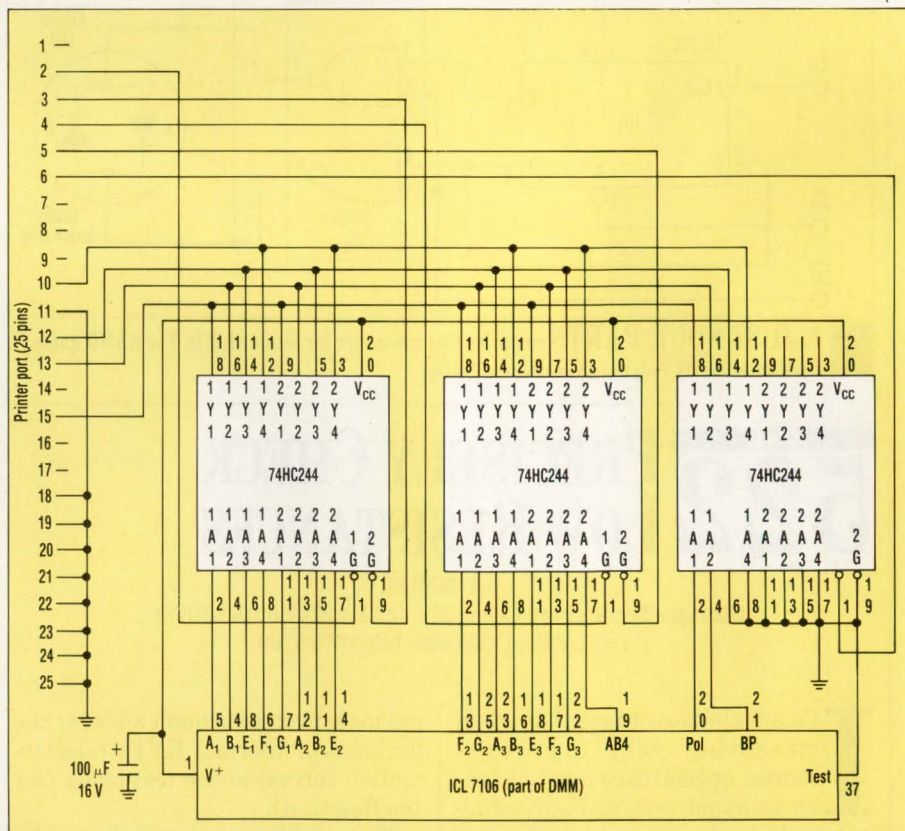 1
2
3
4
5
6
7
8
9
10
11
12
13
14
15
16
17
18
19
20
21
22
23
24
25
Printer port (25 pins)
1 1 1 1 2
8 6 4 2 9 5 3 0
1 1 1 1 2 2 2 2 VCC
Y Y Y Y Y Y Y Y
1 2 3 4 1 2 3 4
74HC244
1 1 1 1 2 2 2 2
A A A A A A A A 1 2
1 2 3 4 1 2 3 4 G G
1 1 1 1 1
2 4 6 8 1 3 5 7 1 9
1 1 1 1 2
8 6 4 2 9 7 5 3 0
1 1 1 1 2 2 2 2 VCC
Y Y Y Y Y Y Y Y
1 2 3 4 1 2 3 4
74HC244
1 1 1 1 2 2 2 2
A A A A A A A A 1 2
1 2 3 4 1 2 3 4 G G
1 1 1 1 1
2 4 6 8 1 3 5 7 1 9
1 1 1 1 2
8 6 4 2 9 7 5 3 0
1 1 1 1 2 2 2 2 VCC
Y Y Y Y Y Y Y Y
1 2 3 4 1 2 3 4
74HC244
1 1 1 2 2 2 2
A A A A A A A 2
1 2 4 1 2 3 4 G
1 1 1 1 1
2 4 6 8 1 3 5 7 1 9
1 1 1
5 4 8 6 7 2 1 4
A1 B1 E1 F1 G1 A2 B2 E2
1 2 2 1 1 1 2 1
3 5 3 6 8 7 2 9
F2 G2 A3 B3 E3 F3 G3 AB4
2 2
0 1
Pol BP
100 μF
16 V
+
1
V+
ICL 7106 (part of DMM)
Test
37